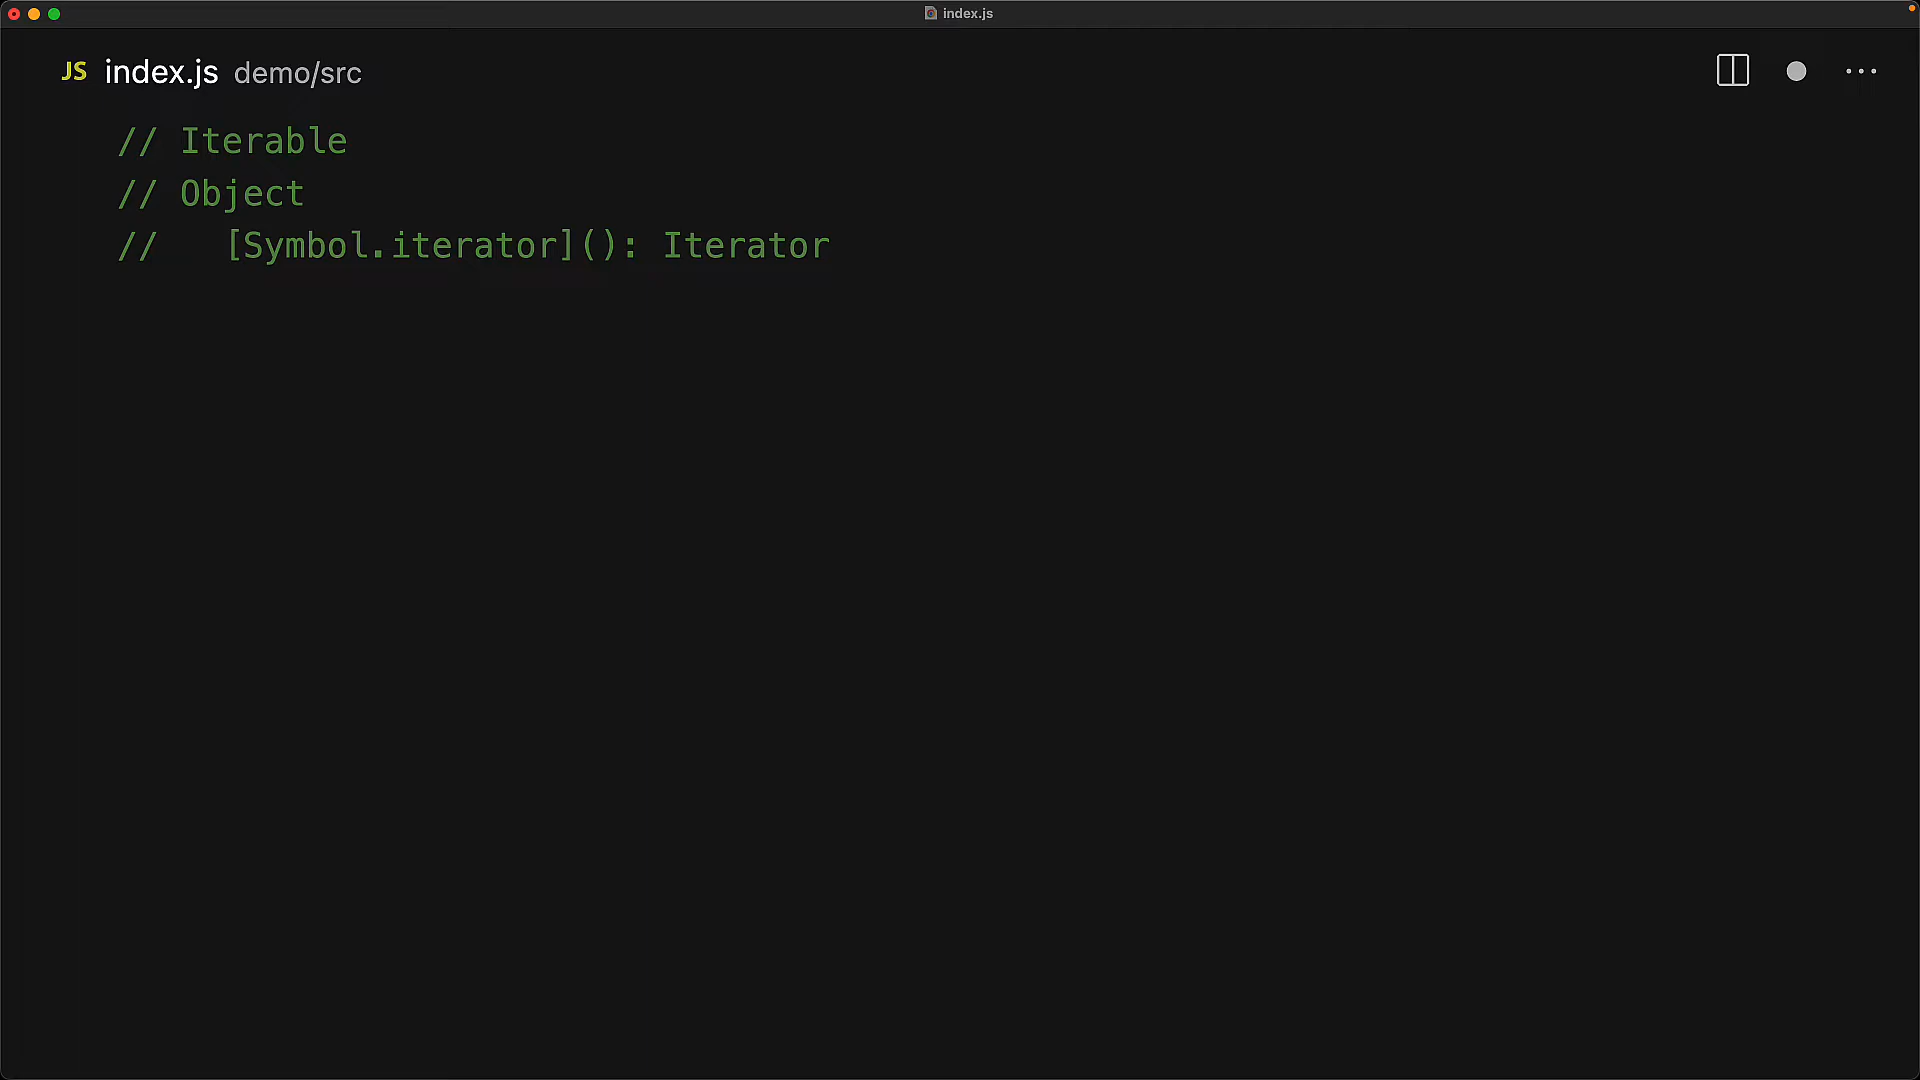 index.js
JS index.js demo/src
// Iterable
// Object
//   [Symbol.iterator](): Iterator